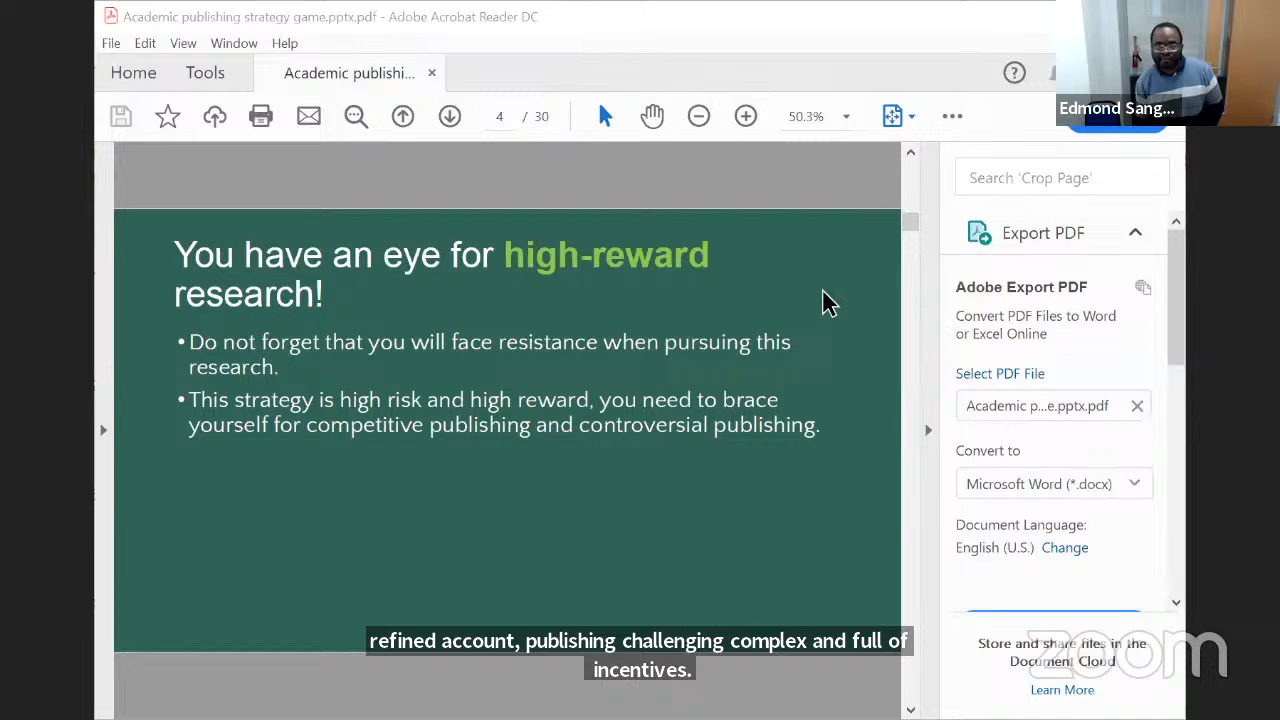 Academic publishing strategy game.pptx.pdf - Adobe Acrobat Reader DC
File Edit View Window Help
Home Tools Academic publishi... ×
4 / 30 50.3%
Edmond Sang...
You have an eye for high-reward
research!
• Do not forget that you will face resistance when pursuing this
research.
• This strategy is high risk and high reward, you need to brace
yourself for competitive publishing and controversial publishing.
refined account, publishing challenging complex and full of
incentives.
Search 'Crop Page'
Export PDF
Adobe Export PDF
Convert PDF Files to Word
or Excel Online
Select PDF File
Academic p...e.pptx.pdf
Convert to
Microsoft Word (*.docx)
Document Language:
English (U.S.) Change
Store and share files in the
Document Cloud
Learn More
zoom